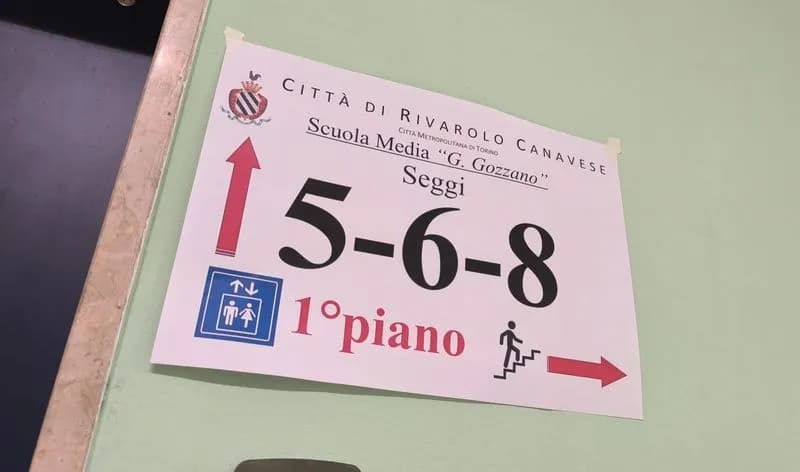 CITTÀ DI RIVAROLO CANAVESE
CITTÀ METROPOLITANA DI TORINO
Scuola Media "G. Gozzano"
Seggi
5-6-8
1°piano